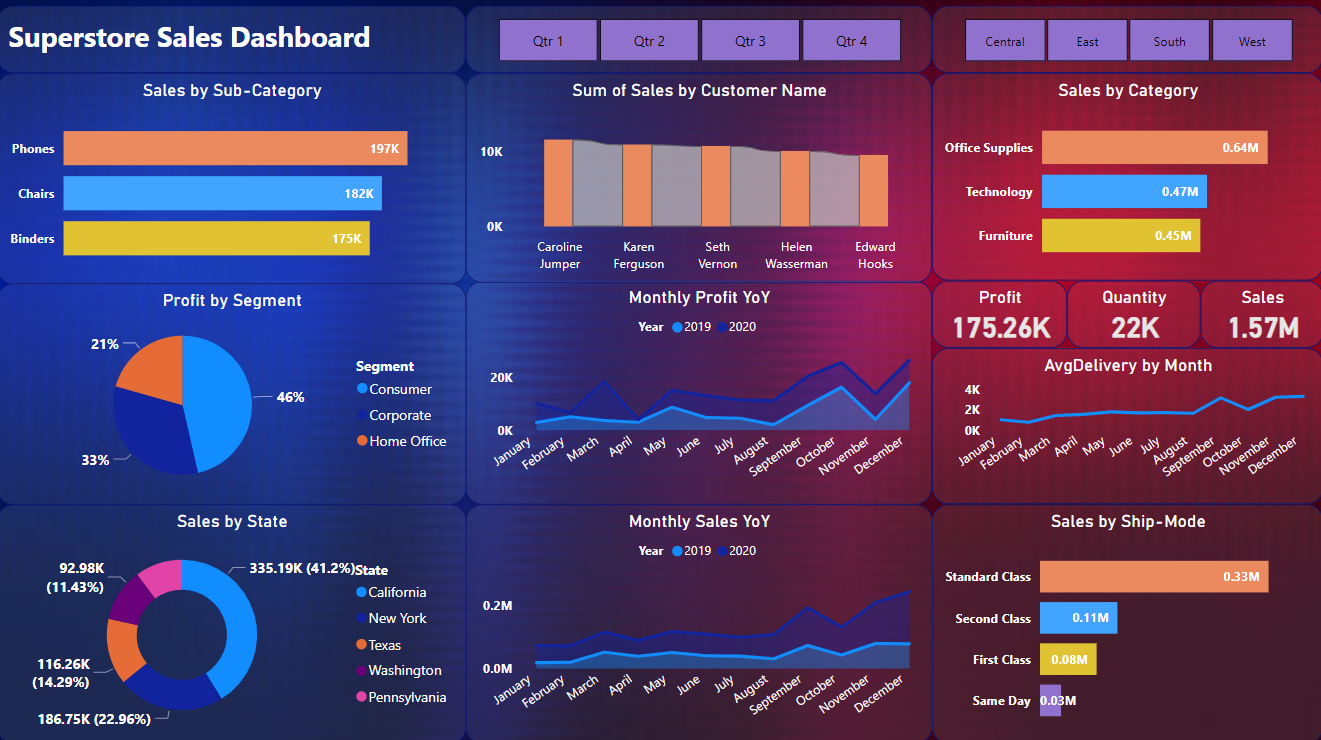 Superstore Sales Dashboard
Qtr 1
Qtr 2
Qtr 3
Qtr 4
Central
East
South
West
Sales by Sub-Category
Phones
197K
Chairs
182K
Binders
175K
Sum of Sales by Customer Name
10K
0K
Caroline
Jumper
Karen
Ferguson
Seth
Vernon
Helen
Wasserman
Edward
Hooks
Sales by Category
Office Supplies
0.64M
Technology
0.47M
Furniture
0.45M
Profit by Segment
21%
46%
33%
Segment
Consumer
Corporate
Home Office
Monthly Profit YoY
Year 2019 2020
20K
0K
January
February
March
April
May
June
July
August
September
October
November
December
Profit
175.26K
Quantity
22K
Sales
1.57M
AvgDelivery by Month
4K
2K
0K
January
February
March
April
May
June
July
August
September
October
November
December
Sales by State
335.19K (41.2%)
92.98K
(11.43%)
116.26K
(14.29%)
186.75K (22.96%)
State
California
New York
Texas
Washington
Pennsylvania
Monthly Sales YoY
Year 2019 2020
0.2M
0.0M
January
February
March
April
May
June
July
August
September
October
November
December
Sales by Ship-Mode
Standard Class
0.33M
Second Class
0.11M
First Class
0.08M
Same Day
0.03M